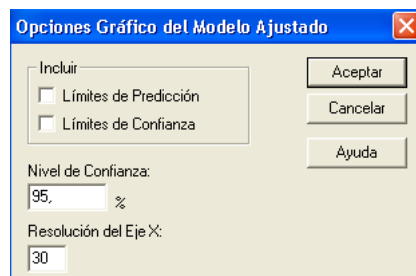 Opciones Gráfico del Modelo Ajustado
Incluir
Límites de Predicción
Límites de Confianza
Aceptar
Cancelar
Ayuda
Nivel de Confianza:
95, %
Resolución del Eje X:
30